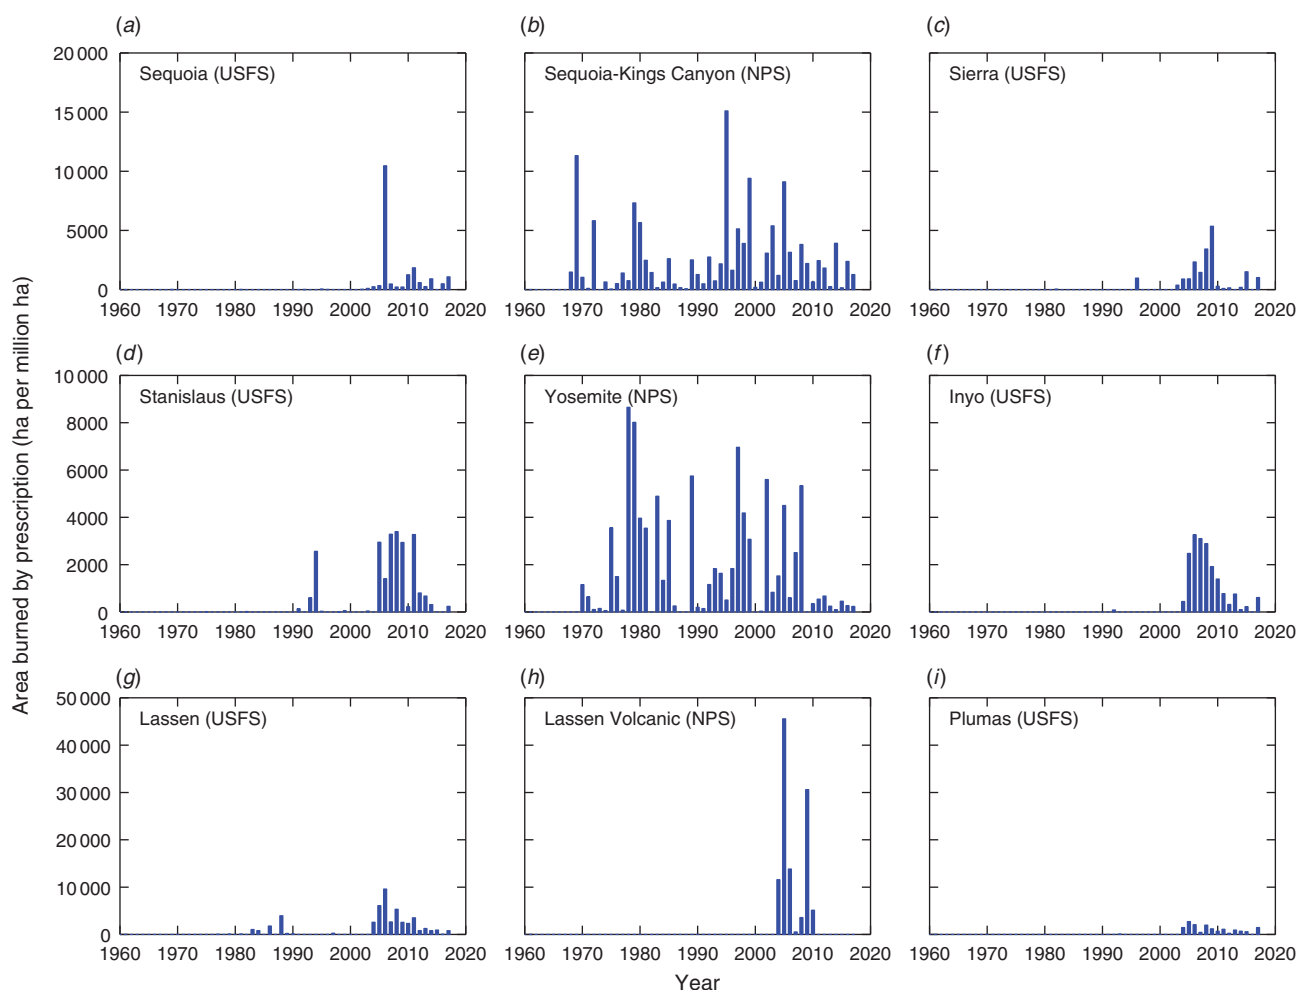 (a) (b) (c)
20 000
Sequoia (USFS) Sequoia-Kings Canyon (NPS) Sierra (USFS)
15 000
10 000
5000
0
1960 1970 1980 1990 2000 2010 2020 1960 1970 1980 1990 2000 2010 2020 1960 1970 1980 1990 2000 2010 2020
(d) (e) (f)
10 000
Stanislaus (USFS) Yosemite (NPS) Inyo (USFS)
8000
6000
4000
2000
0
1960 1970 1980 1990 2000 2010 2020 1960 1970 1980 1990 2000 2010 2020 1960 1970 1980 1990 2000 2010 2020
Area burned by prescription (ha per million ha)
(g) (h) (i)
50 000
Lassen (USFS) Lassen Volcanic (NPS) Plumas (USFS)
40 000
30 000
20 000
10 000
0
1960 1970 1980 1990 2000 2010 2020 1960 1970 1980 1990 2000 2010 2020 1960 1970 1980 1990 2000 2010 2020
Year